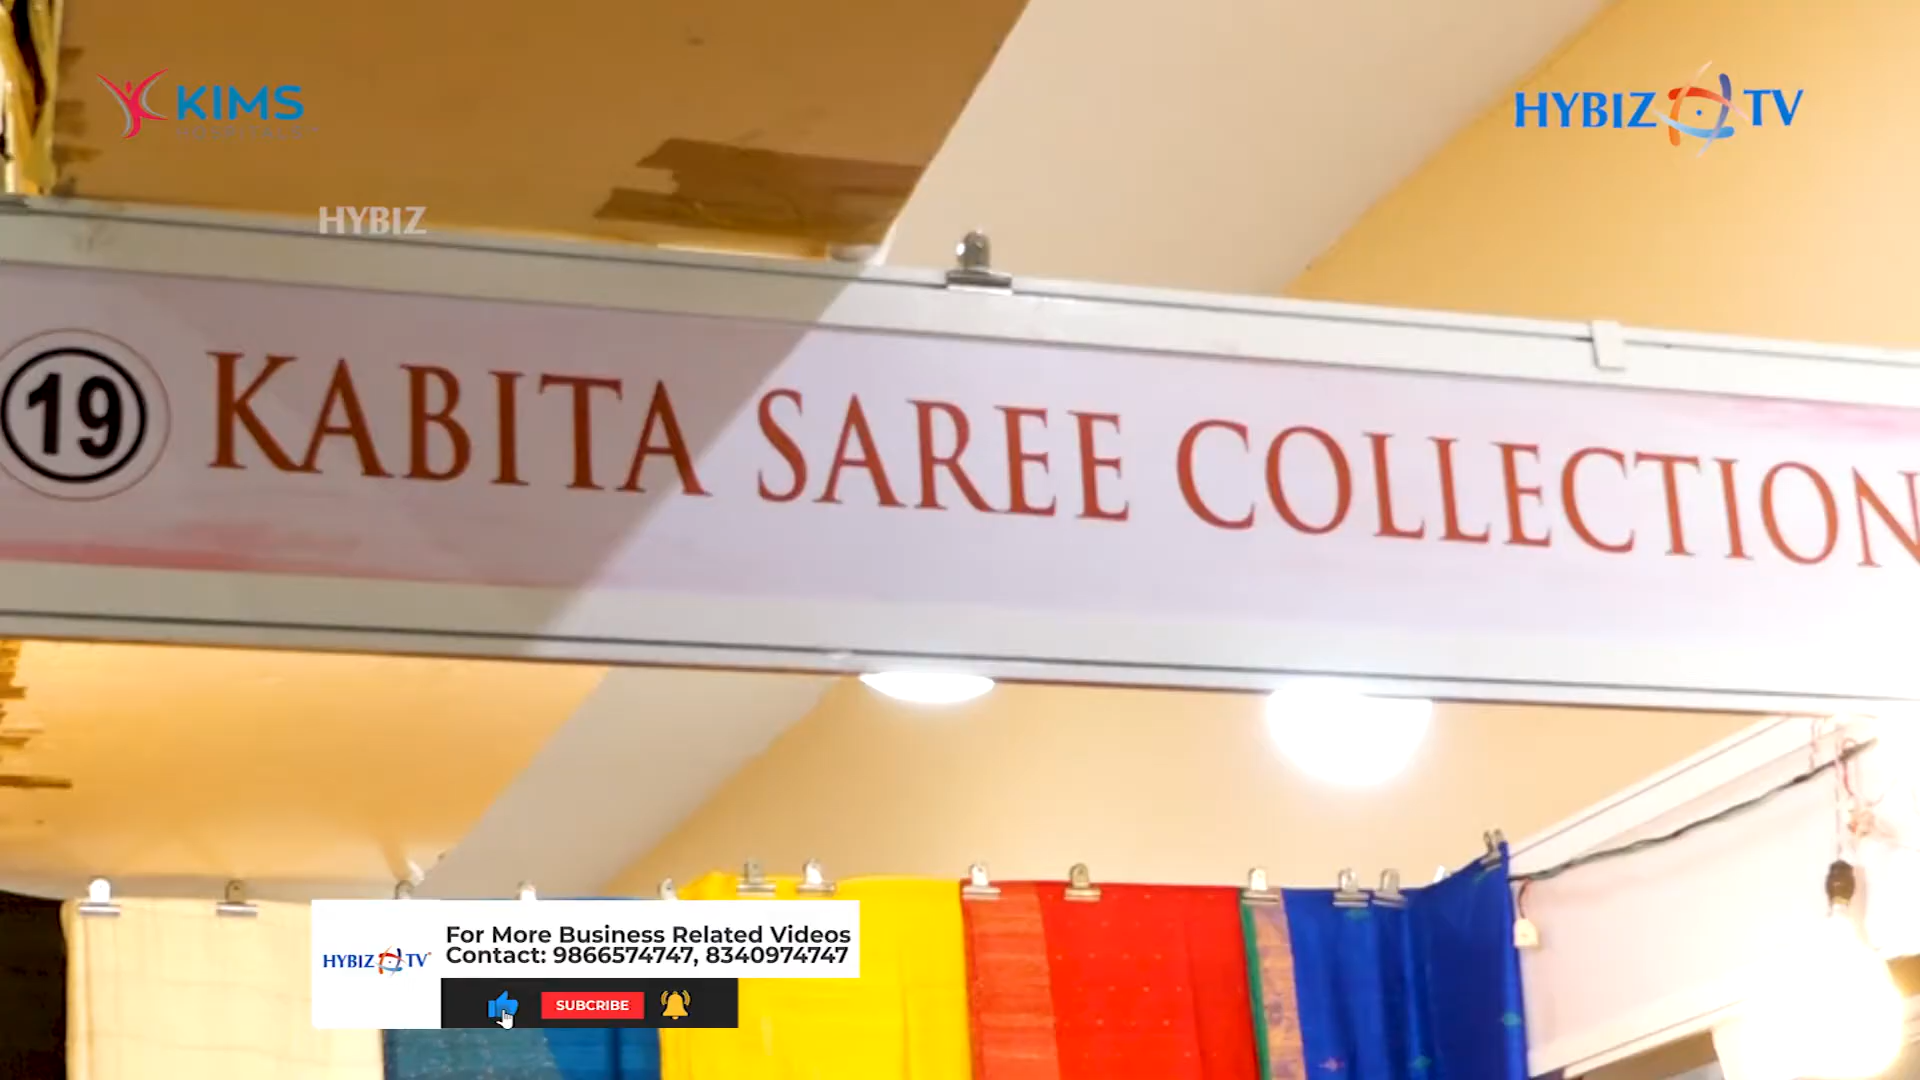 KIMS
HOSPITALS
HYBIZ TV
HYBIZ
19 KABITA SAREE COLLECTION
For More Business Related Videos
HYBIZ TV
Contact: 9866574747, 8340974747
SUBCRIBE